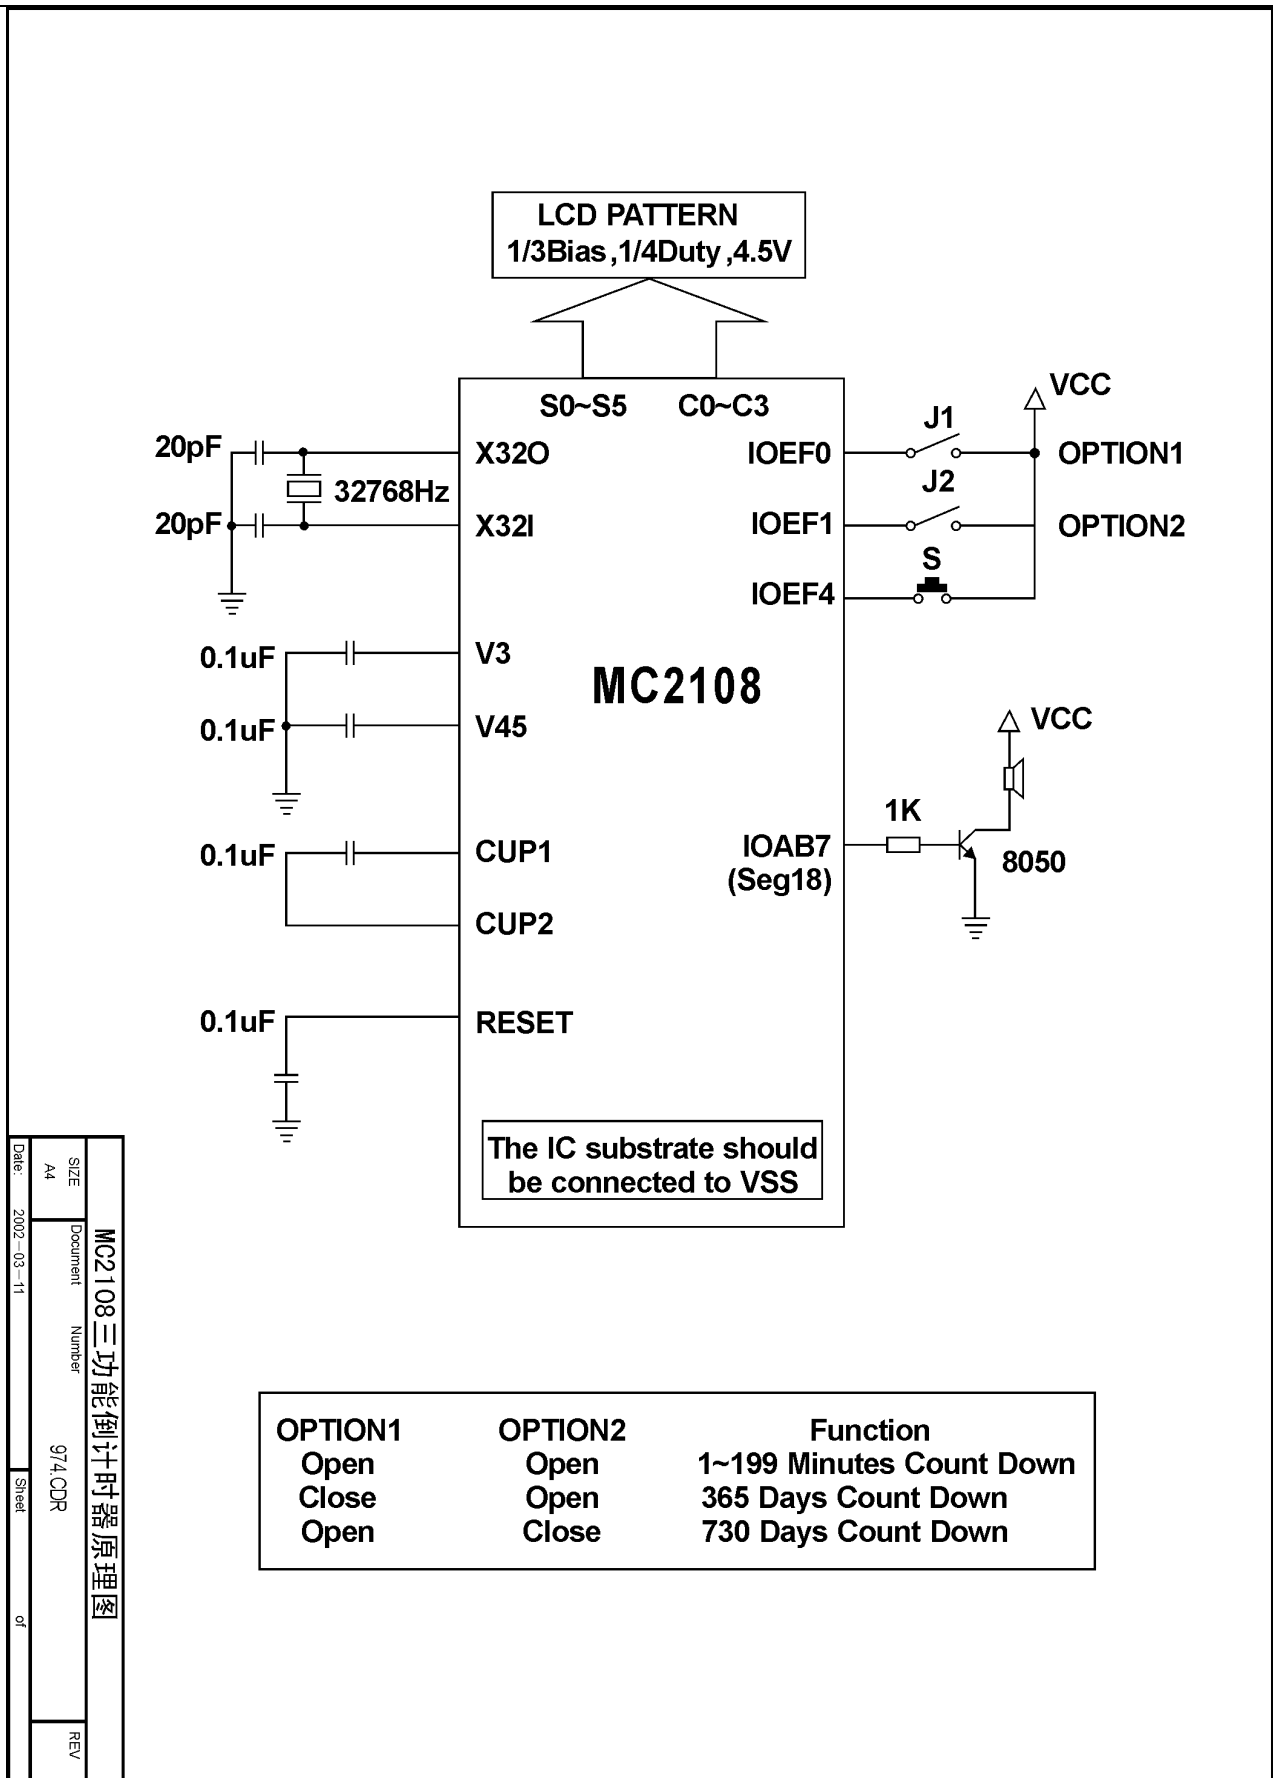 LCD PATTERN
1/3Bias,1/4Duty,4.5V
S0~S5 C0~C3
VCC
J1
20pF X32O IOEF0 OPTION1
32768Hz J2
20pF X32I IOEF1 OPTION2
S
IOEF4
0.1uF V3
MC2108
0.1uF V45
VCC
1K
0.1uF CUP1 IOAB7
(Seg18)
8050
CUP2
0.1uF RESET
The IC substrate should
be connected to VSS
OPTION1 OPTION2 Function
Open Open 1~199 Minutes Count Down
Close Open 365 Days Count Down
Open Close 730 Days Count Down
MC2108三功能倒计时器原理图
SIZE Document Number REV
A4 974.CDR
Date: 2002-03-11 Sheet of